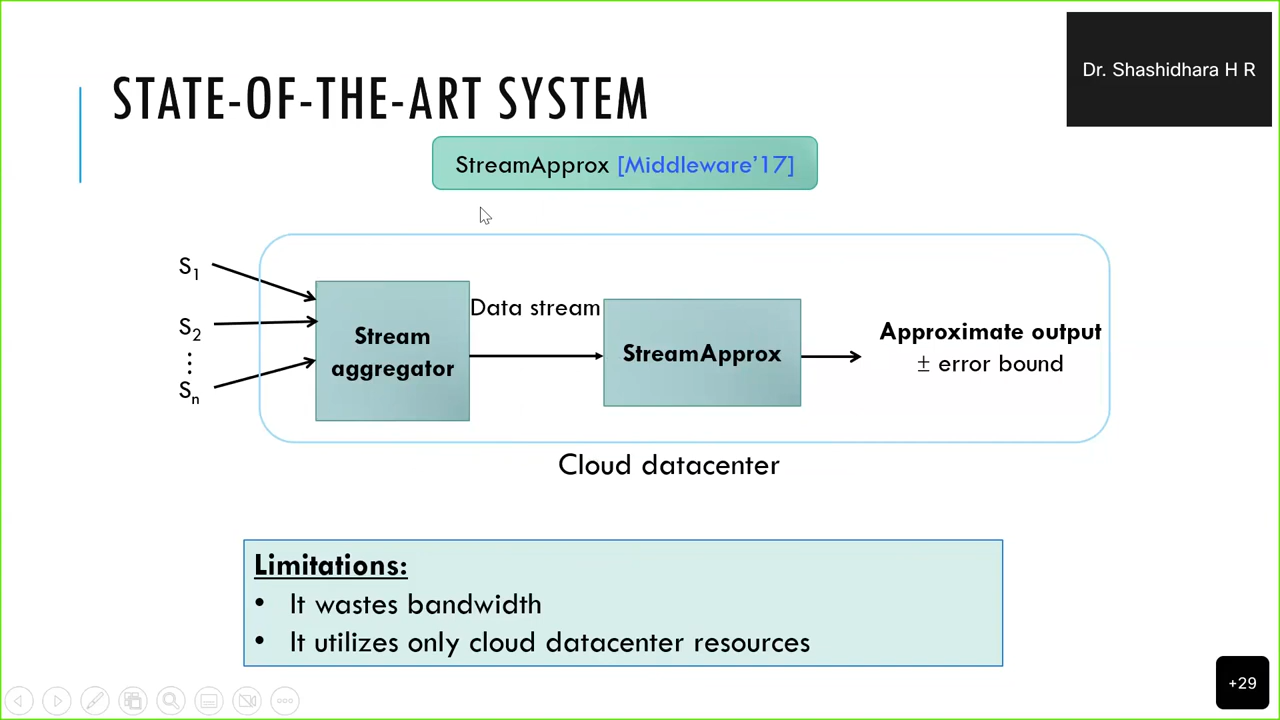 Dr. Shashidhara H R
STATE-OF-THE-ART SYSTEM
StreamApprox [Middleware'17]
S1
S2
Sn
Stream
aggregator
Data stream
StreamApprox
Approximate output
± error bound
Cloud datacenter
Limitations:
• It wastes bandwidth
• It utilizes only cloud datacenter resources
+29